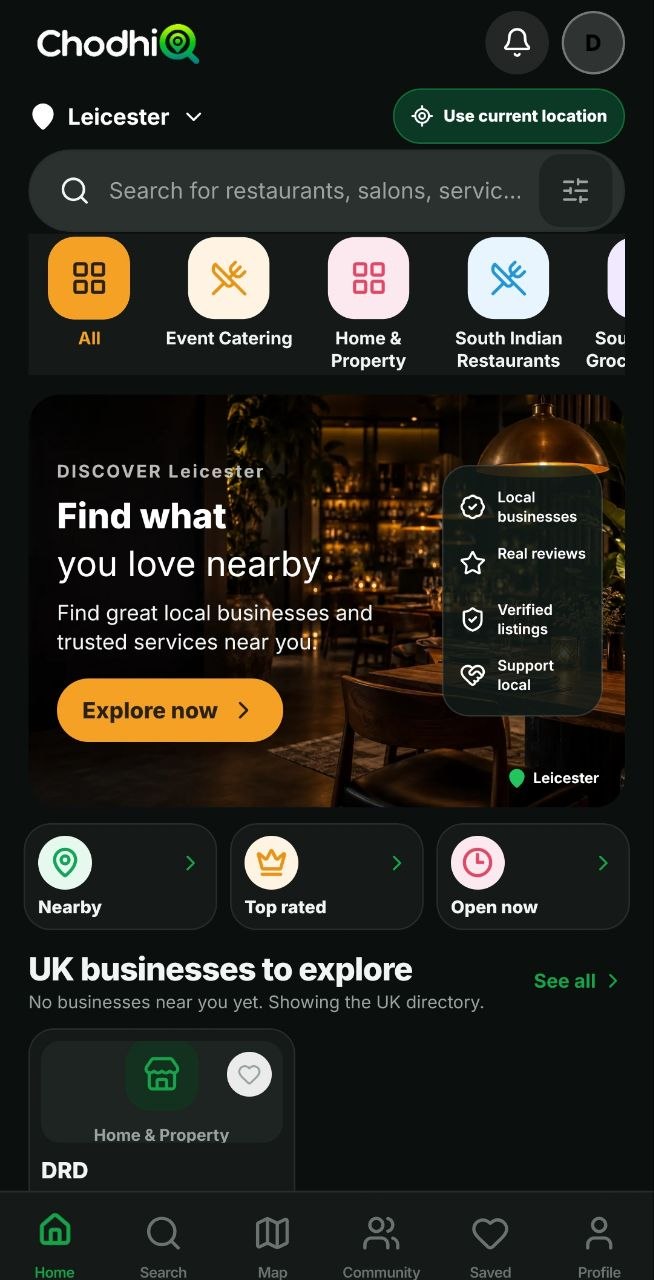 Chodhi
D
Leicester
Use current location
Search for restaurants, salons, servic...
All
Event Catering
Home &
Property
South Indian
Restaurants
Sou
Groc
DISCOVER Leicester
Find what
you love nearby
Find great local businesses and
trusted services near you.
Explore now
Local
businesses
Real reviews
Verified
listings
Support
local
Leicester
Nearby
Top rated
Open now
UK businesses to explore
See all
No businesses near you yet. Showing the UK directory.
Home & Property
DRD
Home
Search
Map
Community
Saved
Profile